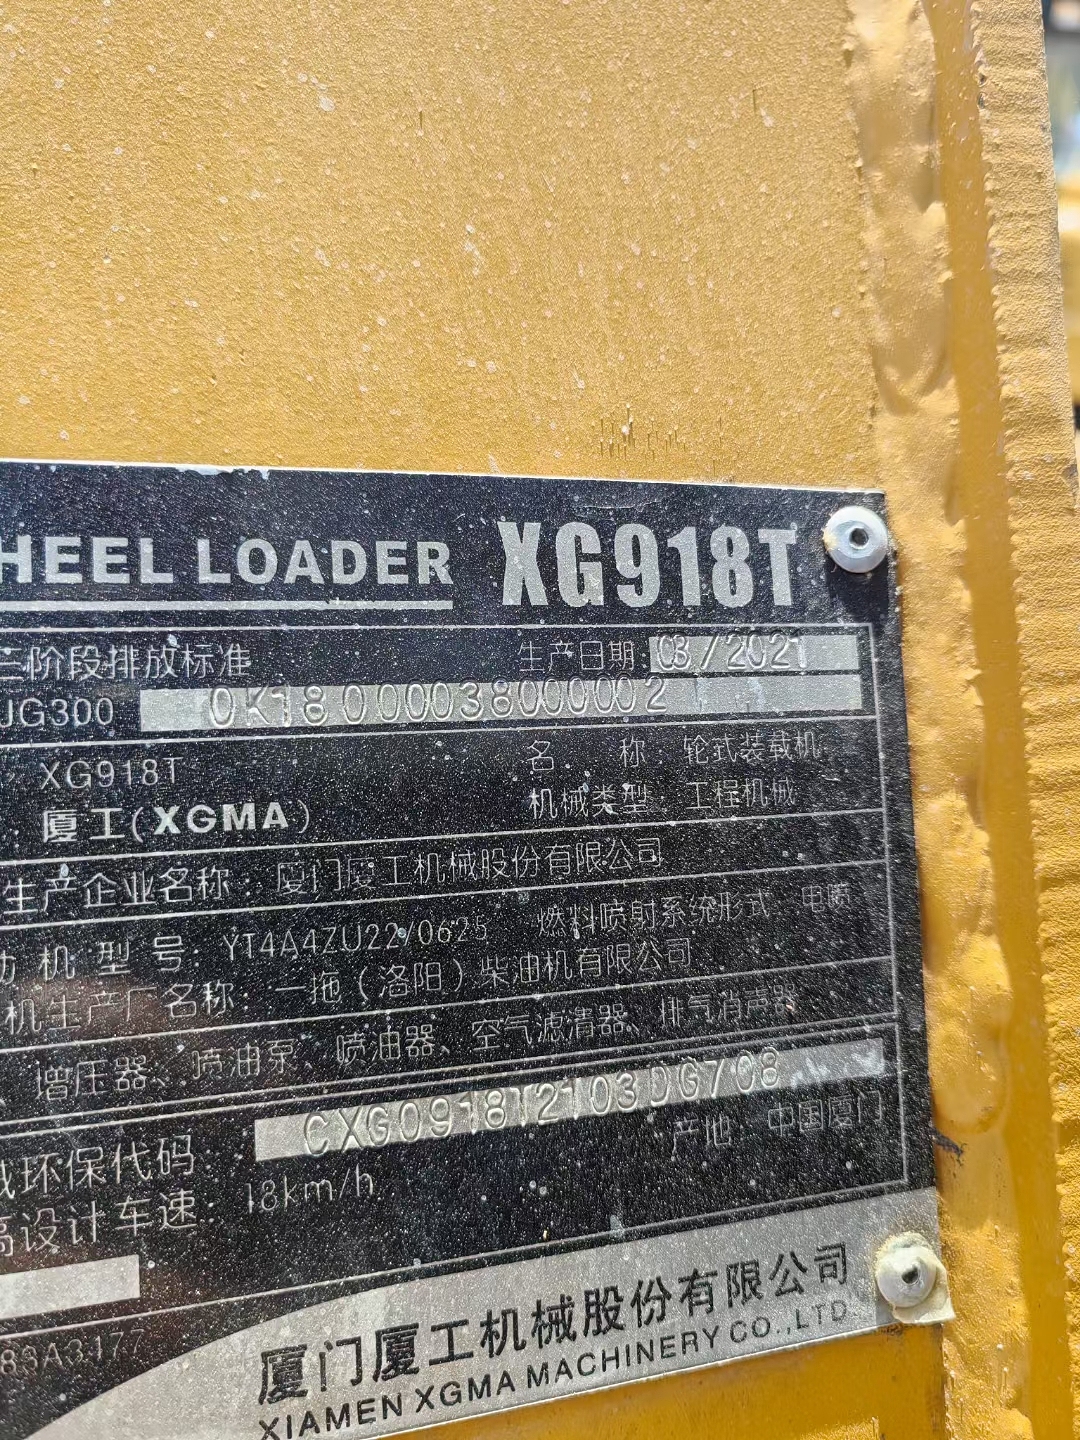 HEEL LOADER XG918T
三阶段排放标准 生产日期: 03/2021
JG300 0K180000038000002
XG918T 名 称: 轮式装载机
厦工(XGMA) 机械类型: 工程机械
生产企业名称: 厦门厦工机械股份有限公司
机 型 号: YT4A4ZU22/0625 燃料喷射系统形式: 电喷
机生产厂名称: 一拖(洛阳)柴油机有限公司
增压器、喷油泵、喷油器、空气滤清器、排气消声器
环保代码: CXG0918T2103DG708
高设计车速: 18km/h 产地: 中国厦门
83A3177
厦门厦工机械股份有限公司
XIAMEN XGMA MACHINERY CO.,LTD.